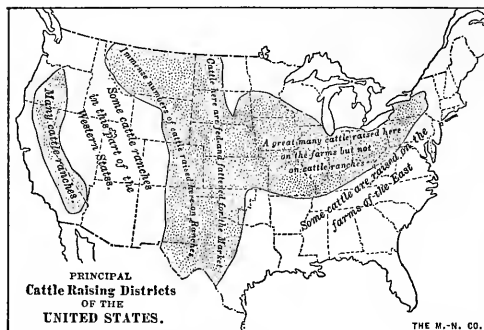 Many cattle ranches.
Some cattle ranches
in this part of the
Western States.
Immense numbers of cattle raised here on Ranches
Cattle here are fed and fattened for the Market
A great many cattle raised here
on the farms but not
on cattle ranches
Some cattle are raised on the
farms of the East
PRINCIPAL
Cattle Raising Districts
OF THE
UNITED STATES.
THE M.-N. CO.